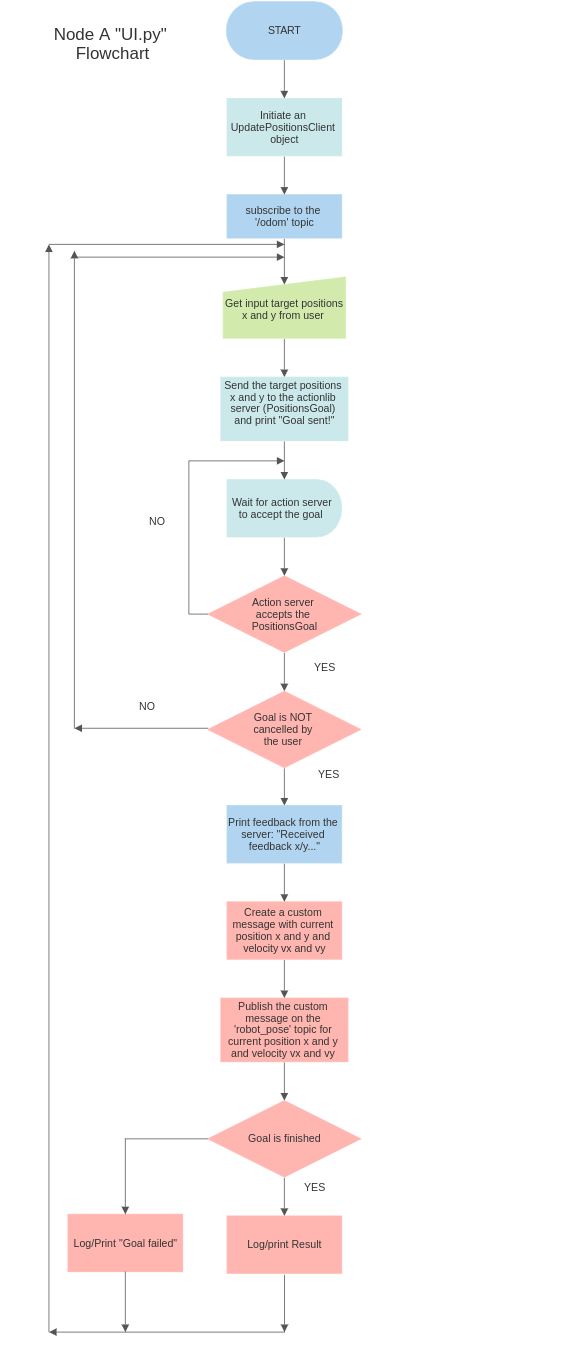 Node A "UI.py"
Flowchart
START
Initiate an
UpdatePositionsClient
object
subscribe to the
'/odom' topic
Get input target positions
x and y from user
Send the target positions
x and y to the actionlib
server (PositionsGoal)
and print "Goal sent!"
Wait for action server
to accept the goal
NO
Action server
accepts the
PositionsGoal
YES
NO
Goal is NOT
cancelled by
the user
YES
Print feedback from the
server: "Received
feedback x/y..."
Create a custom
message with current
position x and y and
velocity vx and vy
Publish the custom
message on the
'robot_pose' topic for
current position x and y
and velocity vx and vy
Goal is finished
YES
Log/Print "Goal failed"
Log/print Result